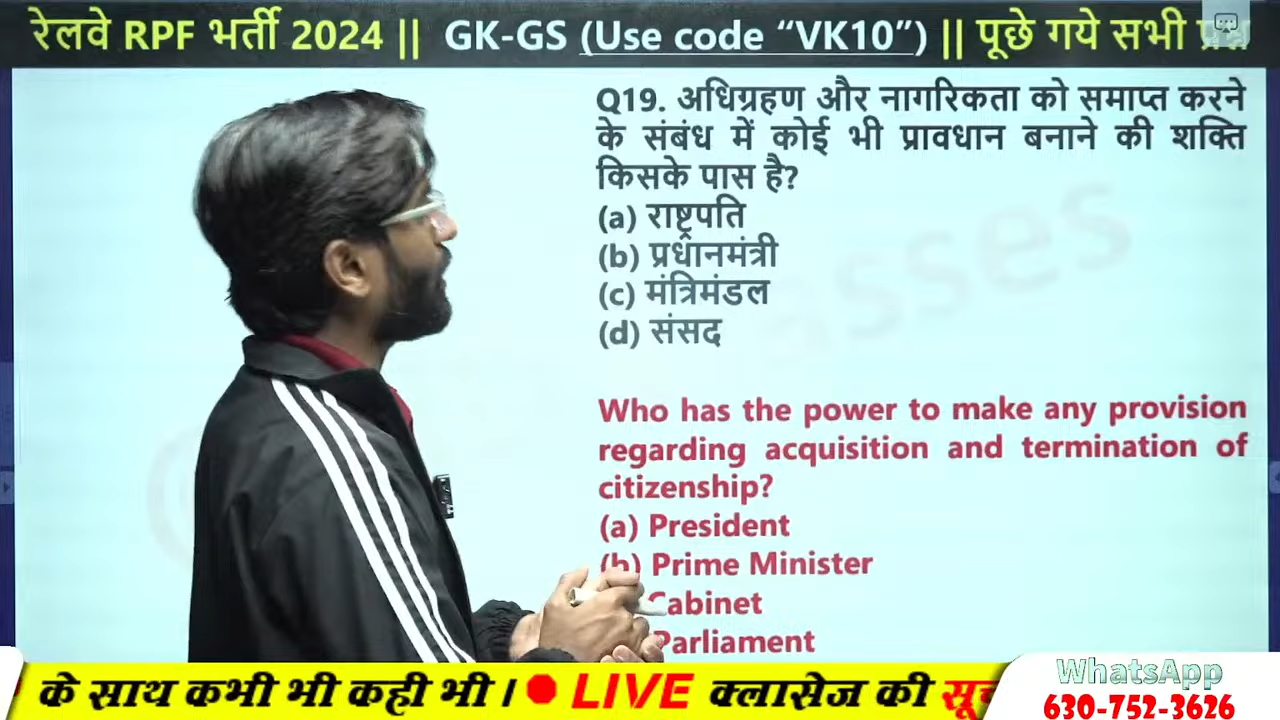 रेलवे RPF भर्ती 2024 || GK-GS (Use code “VK10”) || पूछे गये सभी
Q19. अधिग्रहण और नागरिकता को समाप्त करने
के संबंध में कोई भी प्रावधान बनाने की शक्ति
किसके पास है?
(a) राष्ट्रपति
(b) प्रधानमंत्री
(c) मंत्रिमंडल
(d) संसद
Who has the power to make any provision
regarding acquisition and termination of
citizenship?
(a) President
(b) Prime Minister
Cabinet
Parliament
के साथ कभी भी कही भी । LIVE क्लासेज की
WhatsApp
630-752-3626